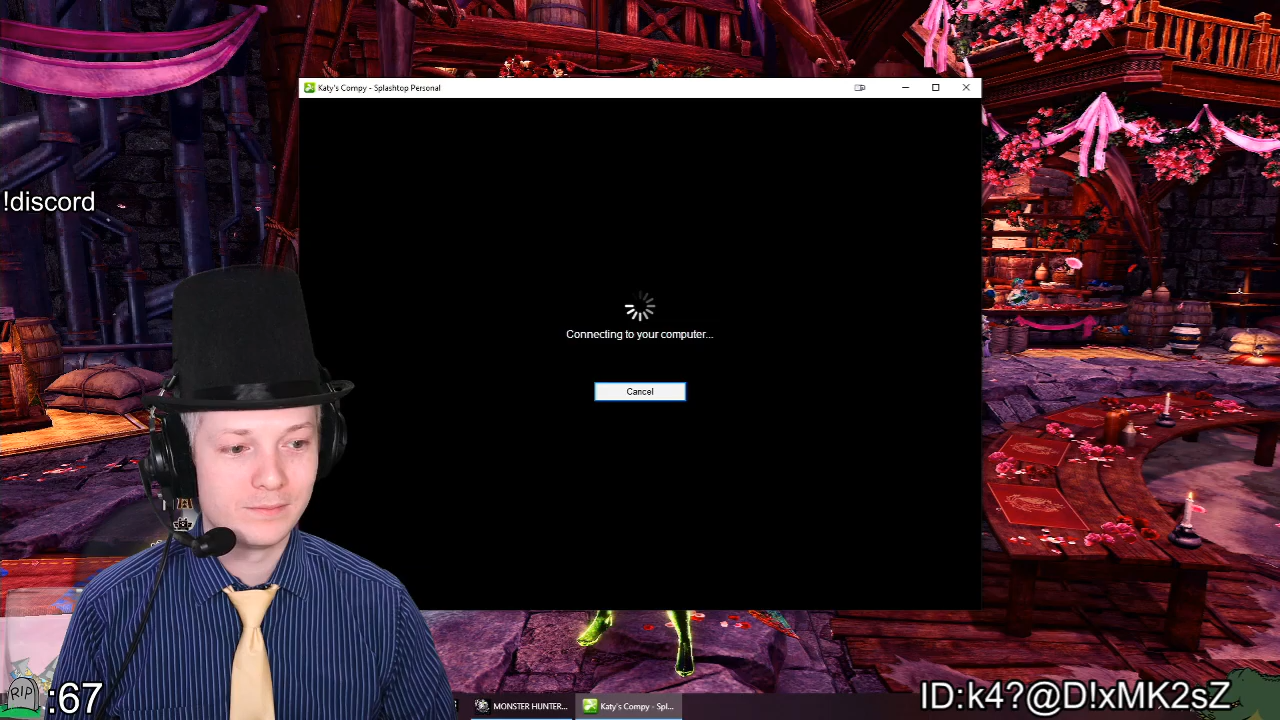 Katy's Compy - Splashtop Personal
!discord
Connecting to your computer...
Cancel
RIP :67
MONSTER HUNTER...
Katy's Compy - Spl...
ID:k4?@D!xMK2sZ